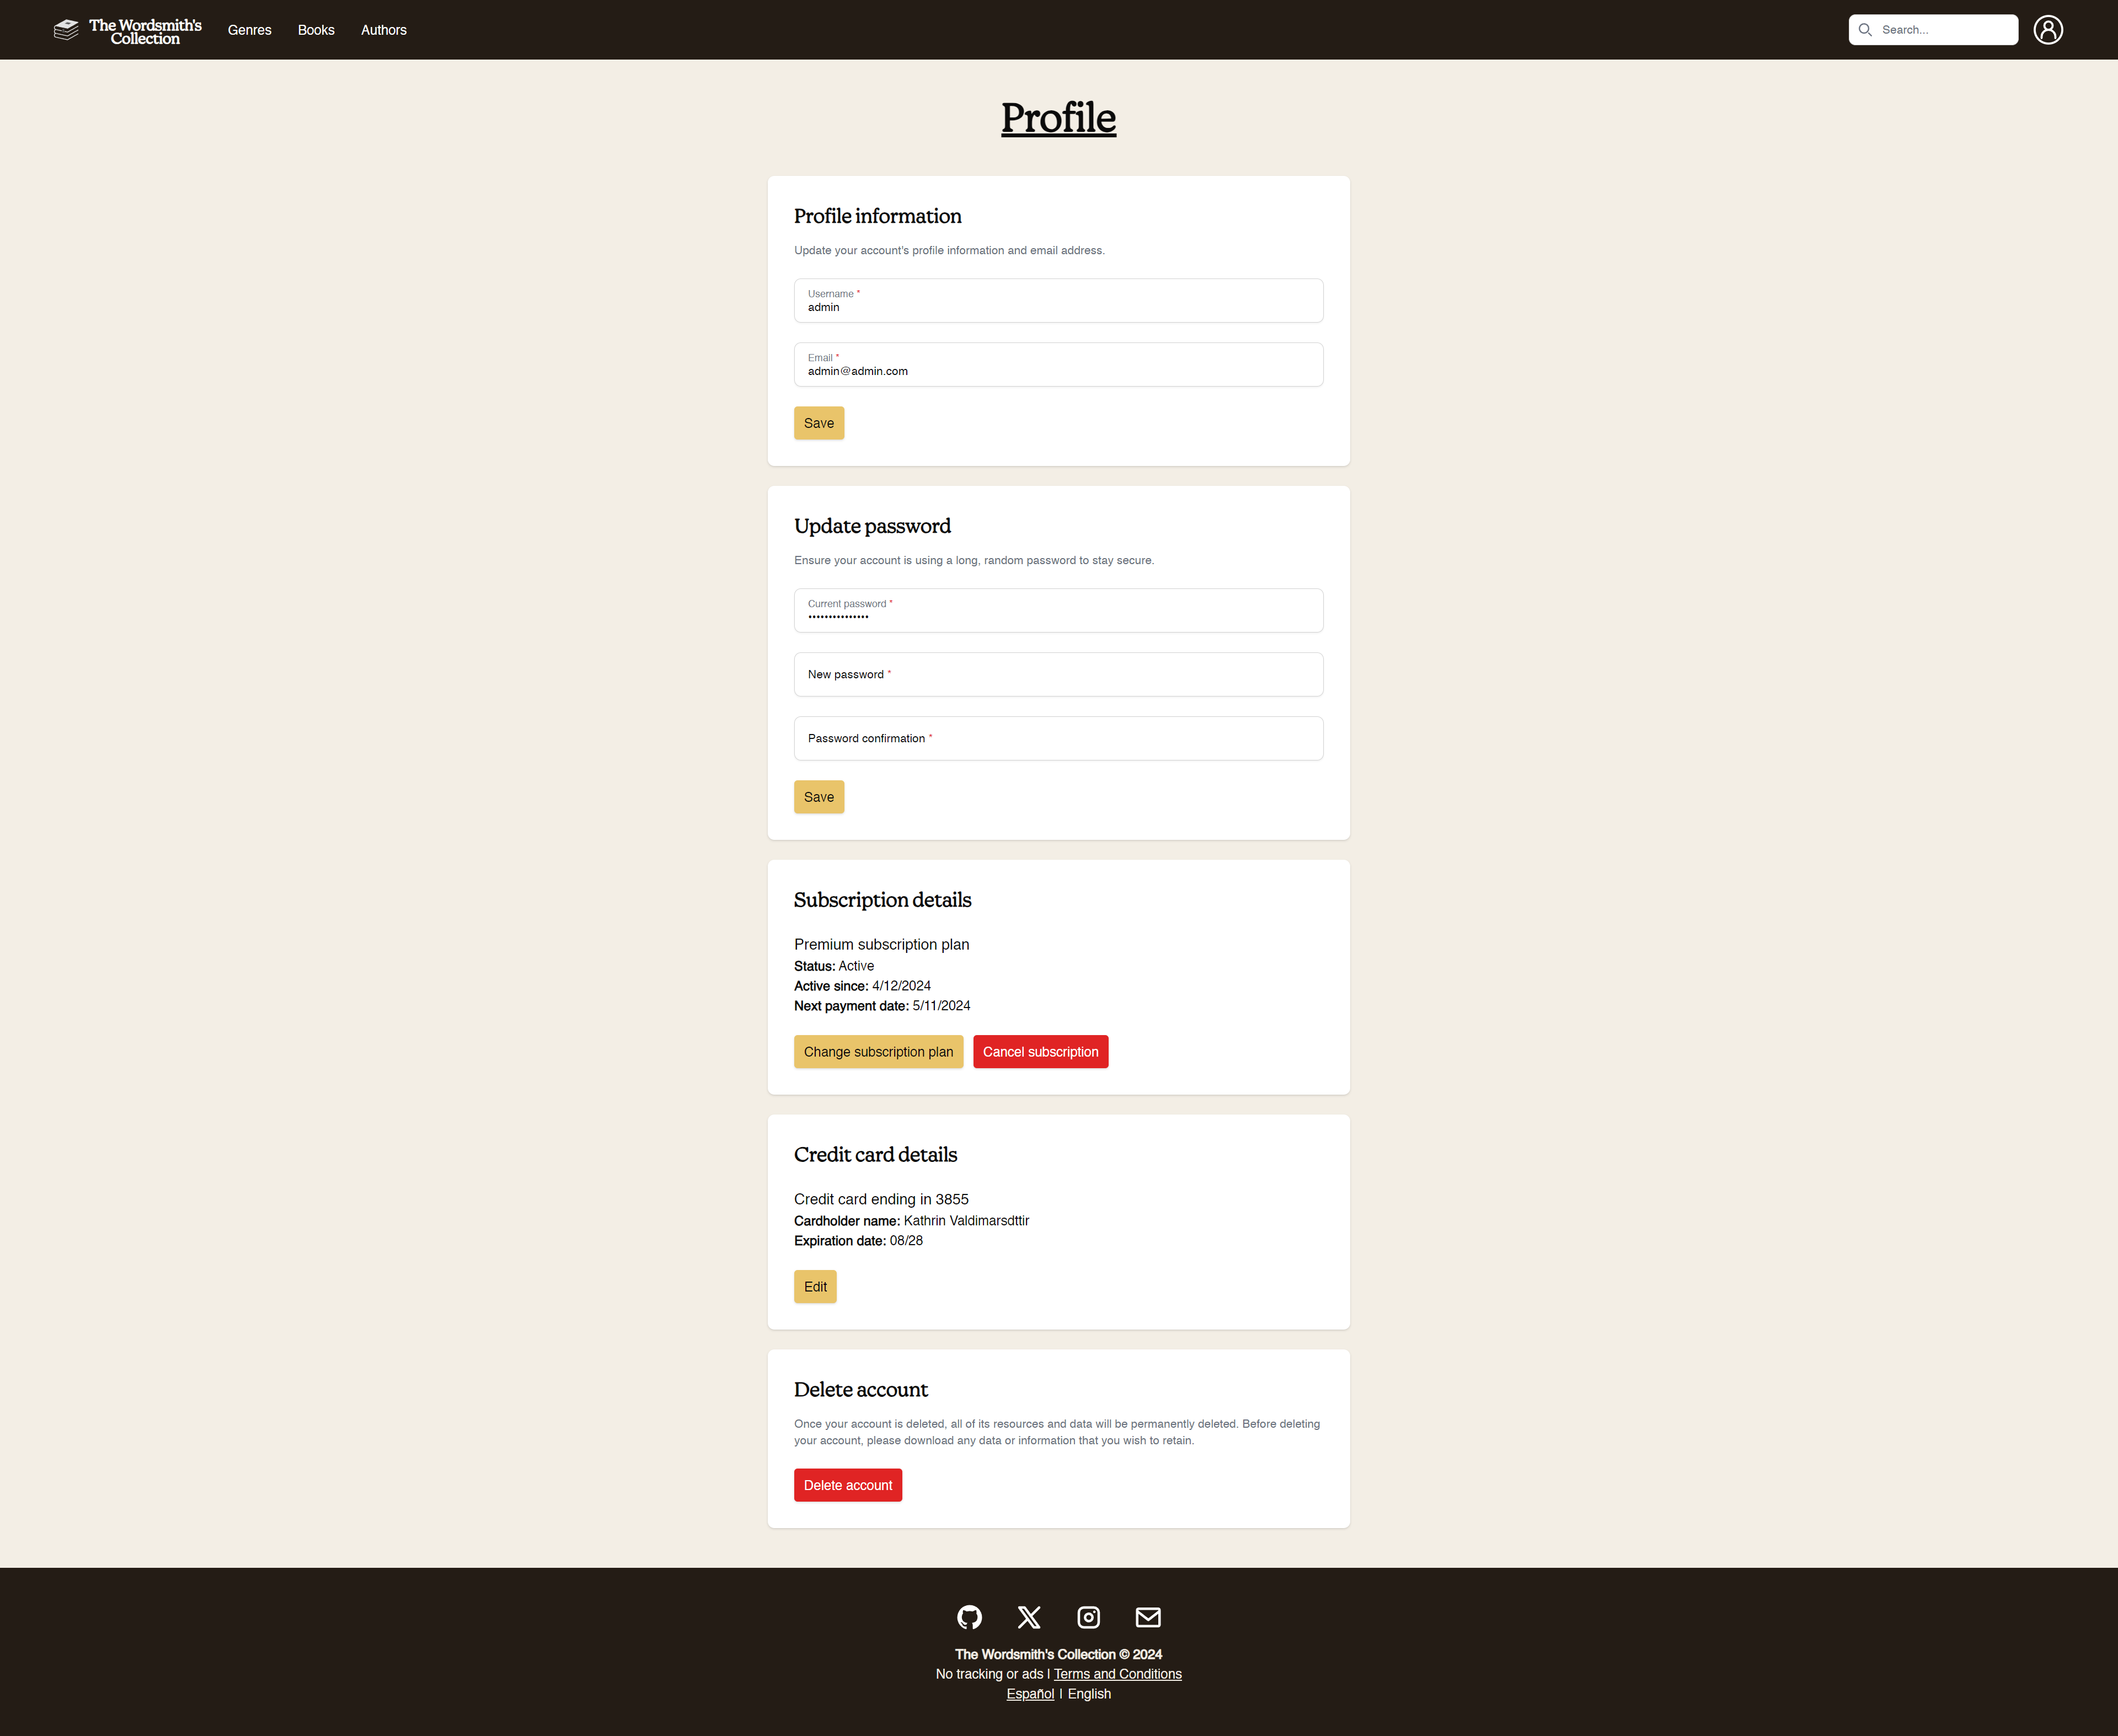 The Wordsmith's
Collection
Genres
Books
Authors
Search...
Profile
Profile information
Update your account's profile information and email address.
Username *
admin
Email *
admin@admin.com
Save
Update password
Ensure your account is using a long, random password to stay secure.
Current password *
•••••••••••••••
New password *
Password confirmation *
Save
Subscription details
Premium subscription plan
Status: Active
Active since: 4/12/2024
Next payment date: 5/11/2024
Change subscription plan
Cancel subscription
Credit card details
Credit card ending in 3855
Cardholder name: Kathrin Valdimarsdttir
Expiration date: 08/28
Edit
Delete account
Once your account is deleted, all of its resources and data will be permanently deleted. Before deleting
your account, please download any data or information that you wish to retain.
Delete account
The Wordsmith's Collection © 2024
No tracking or ads | Terms and Conditions
Español | English